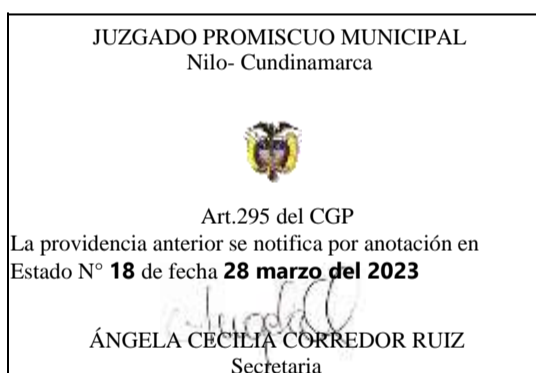 JUZGADO PROMISCUO MUNICIPAL
Nilo- Cundinamarca
Art.295 del CGP
La providencia anterior se notifica por anotación en
Estado N° 18 de fecha 28 marzo del 2023
ÁNGELA CECILIA CORREDOR RUIZ
Secretaria